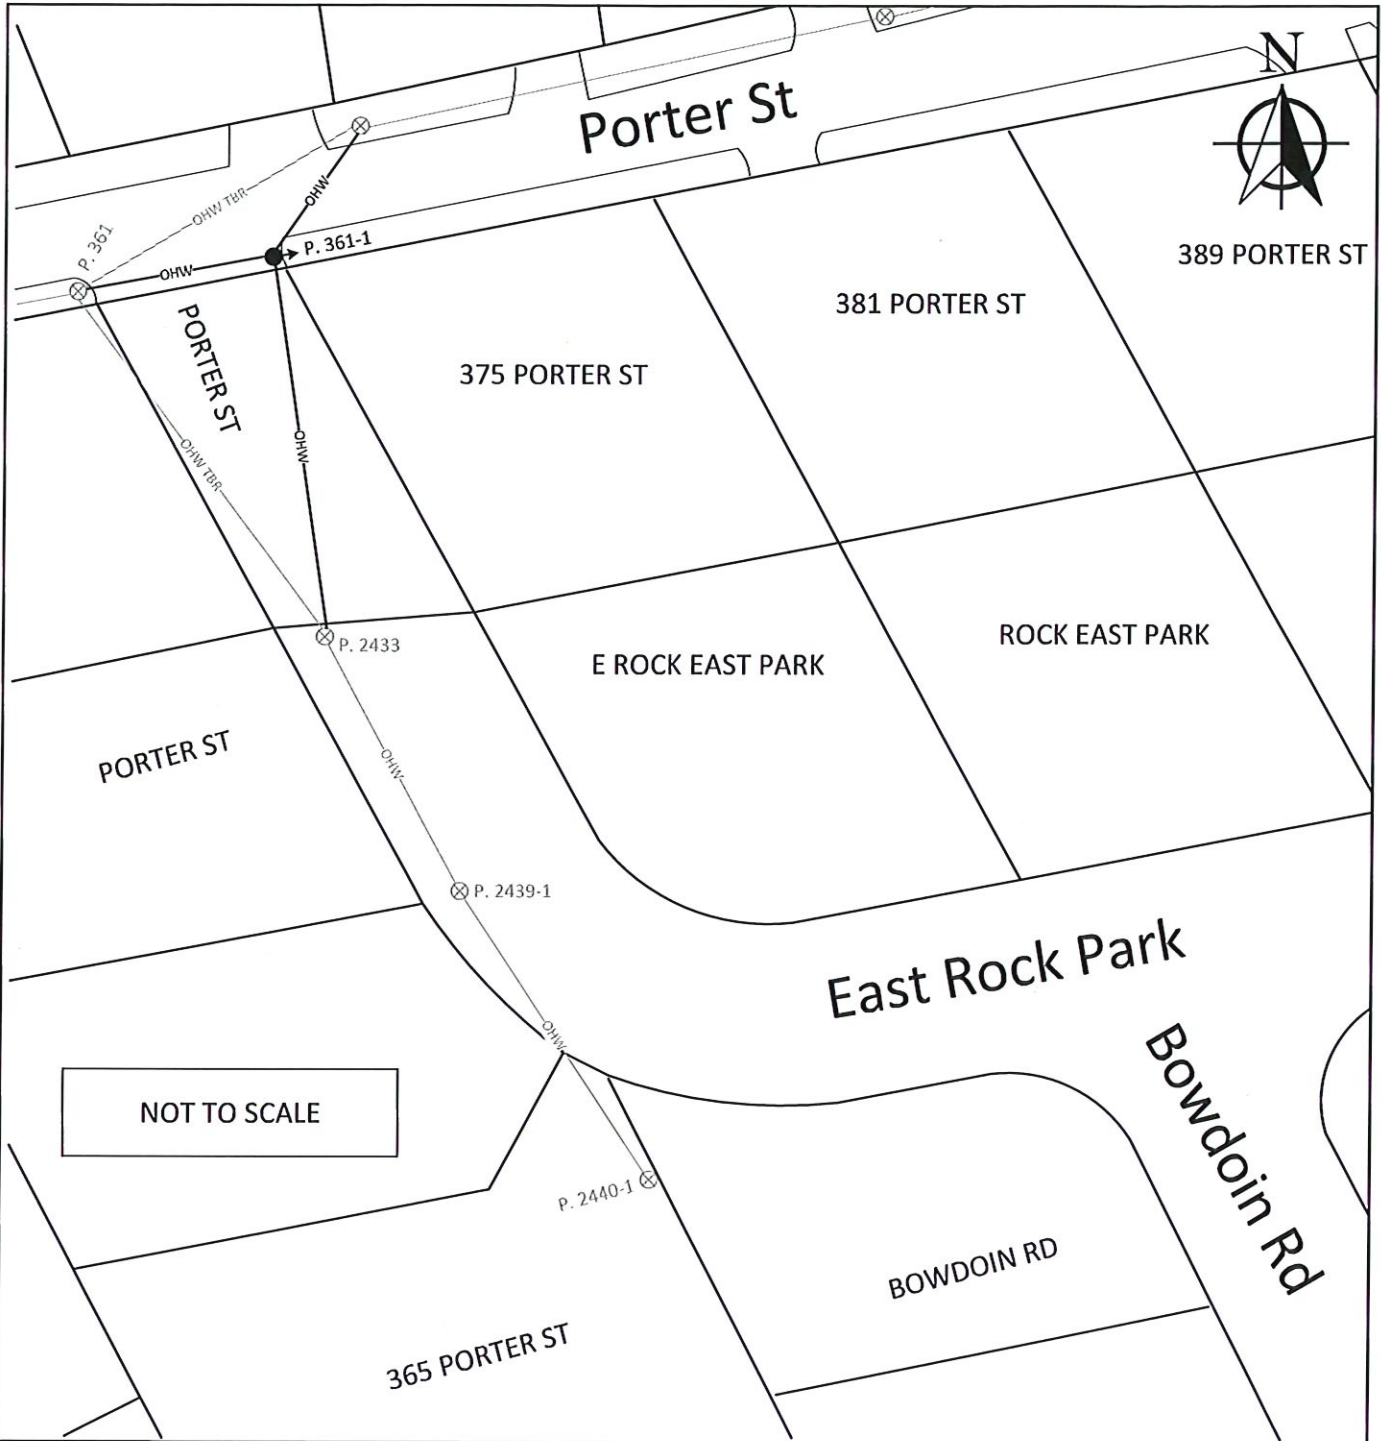 N
Porter St
OHW TBR
OHW
P. 361
P. 361-1
OHW
389 PORTER ST
381 PORTER ST
PORTER ST
375 PORTER ST
OHW
OHW TBR
P. 2433
ROCK EAST PARK
E ROCK EAST PARK
PORTER ST
OHW
P. 2439-1
East Rock Park
OHW
Bowdoin Rd
NOT TO SCALE
P. 2440-1
BOWDOIN RD
365 PORTER ST